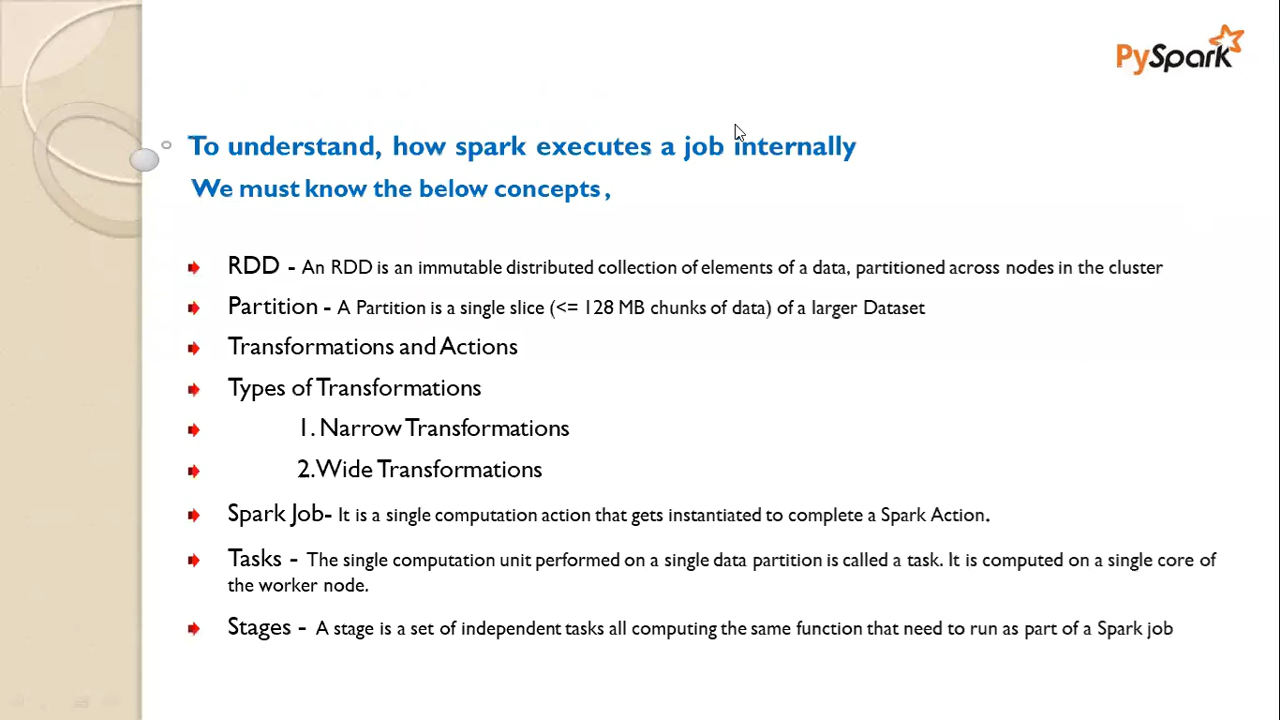 PySpark
To understand, how spark executes a job internally
We must know the below concepts ,
RDD - An RDD is an immutable distributed collection of elements of a data, partitioned across nodes in the cluster
Partition - A Partition is a single slice (<= 128 MB chunks of data) of a larger Dataset
Transformations and Actions
Types of Transformations
1. Narrow Transformations
2.Wide Transformations
Spark Job- It is a single computation action that gets instantiated to complete a Spark Action.
Tasks - The single computation unit performed on a single data partition is called a task. It is computed on a single core of
the worker node.
Stages - A stage is a set of independent tasks all computing the same function that need to run as part of a Spark job